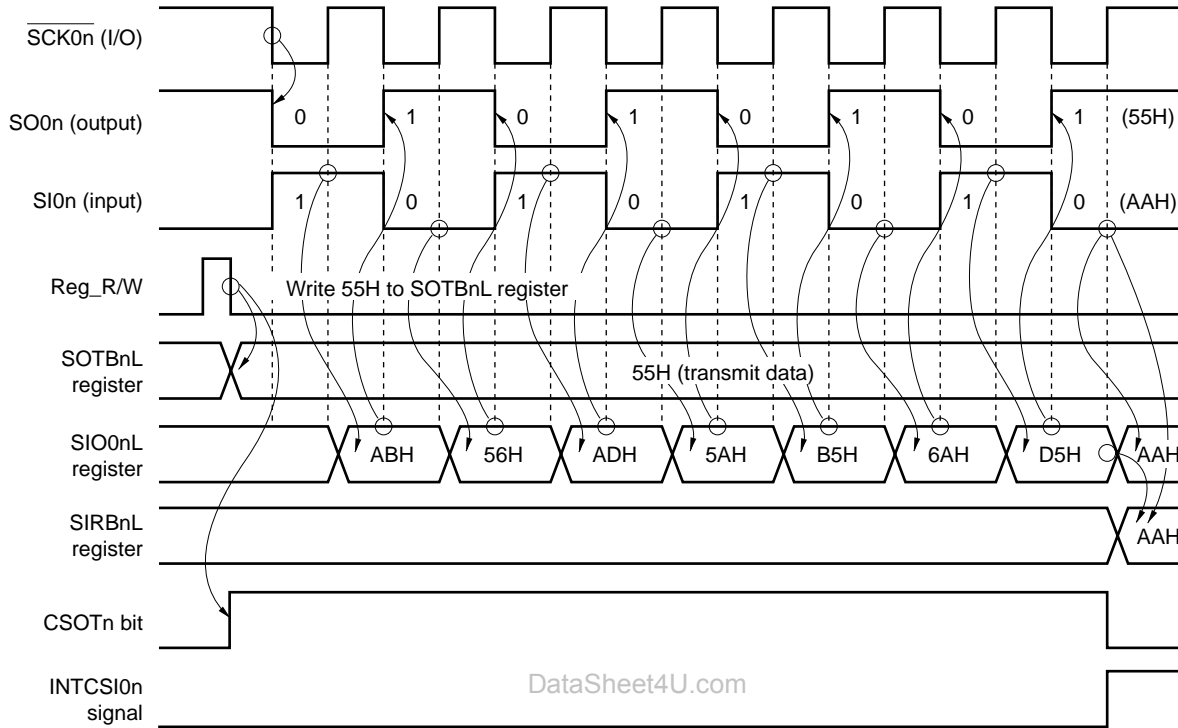 SCK0n (I/O)
SO0n (output) 0 1 0 1 0 1 0 1 (55H)
SI0n (input) 1 0 1 0 1 0 1 0 (AAH)
Reg_R/W Write 55H to SOTBnL register
SOTBnL
register
55H (transmit data)
SIO0nL
register
ABH 56H ADH 5AH B5H 6AH D5H AAH
SIRBnL
register
AAH
CSOTn bit
INTCSI0n
signal
DataSheet4U.com